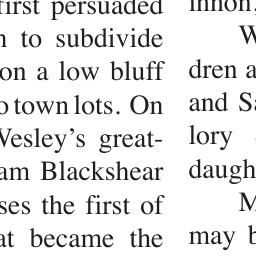 first persuaded
to subdivide
on a low bluff
town lots. On
Wesley's great-
am Blackshear
ses the first of
at became the
innon,
W
dren a
and Sa
lory
daugh
M
may b